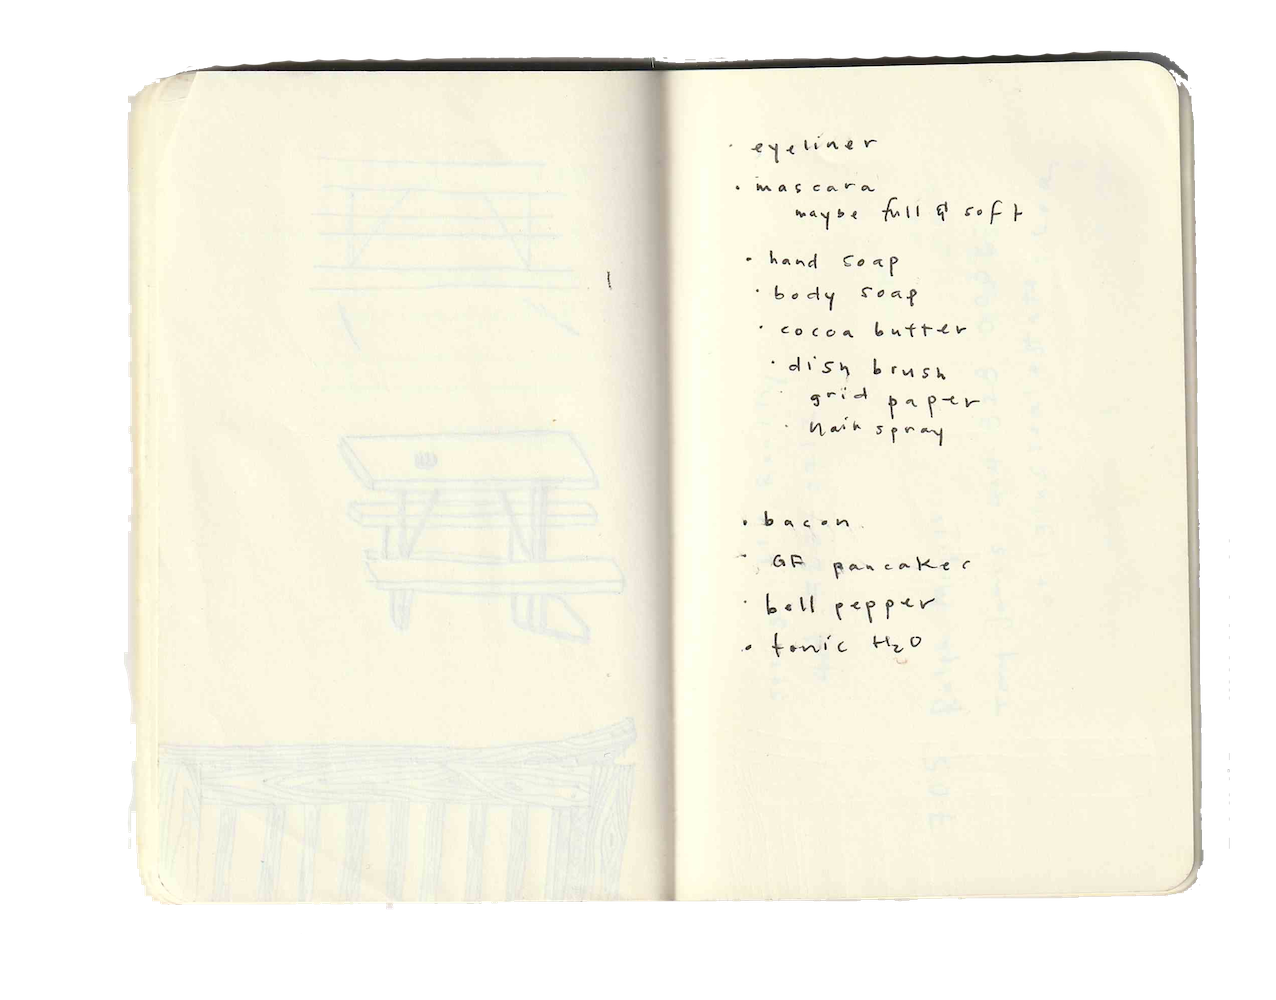 · eyeliner
· mascara
maybe full & soft
· hand soap
· body soap
· cocoa butter
· dish brush
· grid paper
· hair spray
· bacon
· GF pancakes
· bell pepper
· tonic H2O